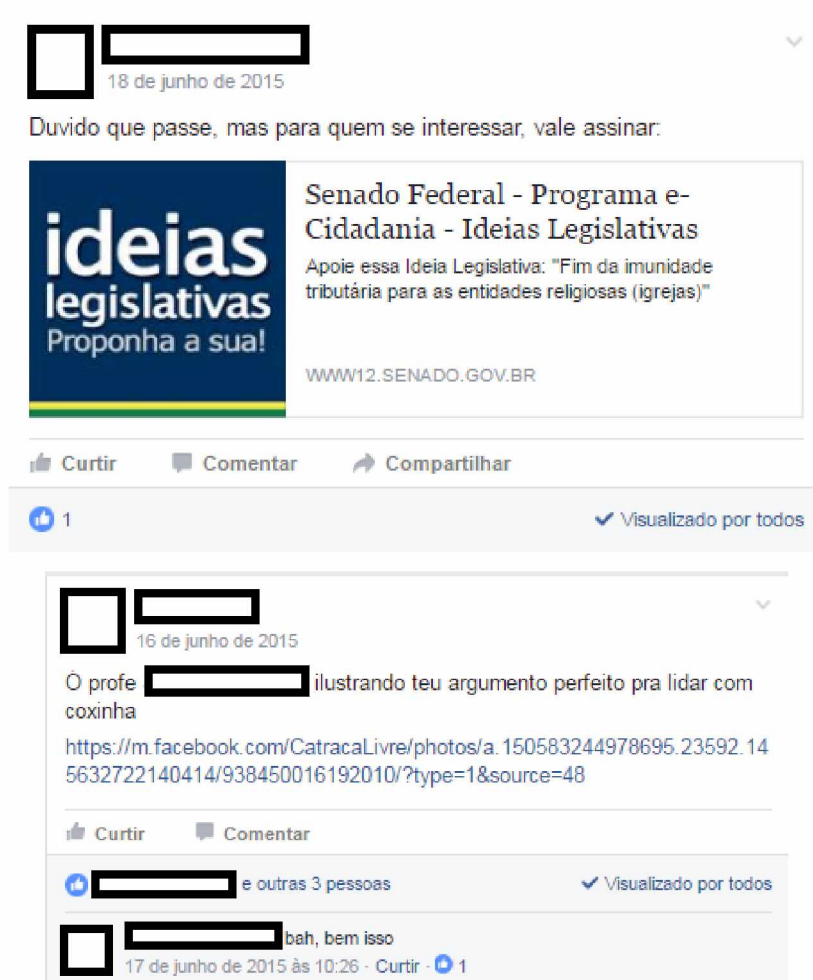 18 de junho de 2015
Duvido que passe, mas para quem se interessar, vale assinar:
ideias
legislativas
Proponha a sua!
Senado Federal - Programa e-
Cidadania - Ideias Legislativas
Apoie essa Ideia Legislativa: "Fim da imunidade
tributária para as entidades religiosas (igrejas)"
WWW12.SENADO.GOV.BR
Curtir Comentar Compartilhar
1 Visualizado por todos
16 de junho de 2015
Ó profe ilustrando teu argumento perfeito pra lidar com
coxinha
https://m.facebook.com/CatracaLivre/photos/a.150583244978695.23592.14
5632722140414/938450016192010/?type=1&source=48
Curtir Comentar
e outras 3 pessoas Visualizado por todos
bah, bem isso
17 de junho de 2015 às 10:26 · Curtir · 1